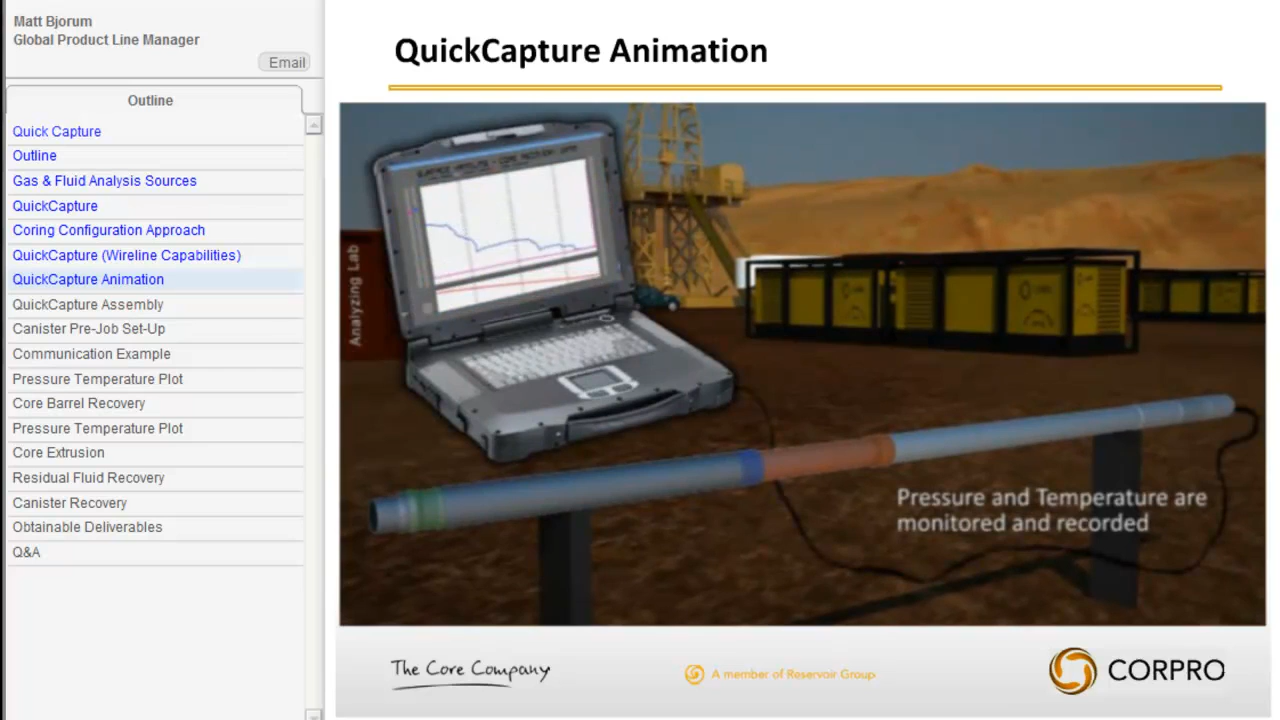 Matt Bjorum
Global Product Line Manager
Email
Outline
Quick Capture
Outline
Gas & Fluid Analysis Sources
QuickCapture
Coring Configuration Approach
QuickCapture (Wireline Capabilities)
QuickCapture Animation
QuickCapture Assembly
Canister Pre-Job Set-Up
Communication Example
Pressure Temperature Plot
Core Barrel Recovery
Pressure Temperature Plot
Core Extrusion
Residual Fluid Recovery
Canister Recovery
Obtainable Deliverables
Q&A
QuickCapture Animation
Analyzing Lab
Pressure and Temperature are
monitored and recorded
The Core Company
A member of Reservoir Group
CORPRO